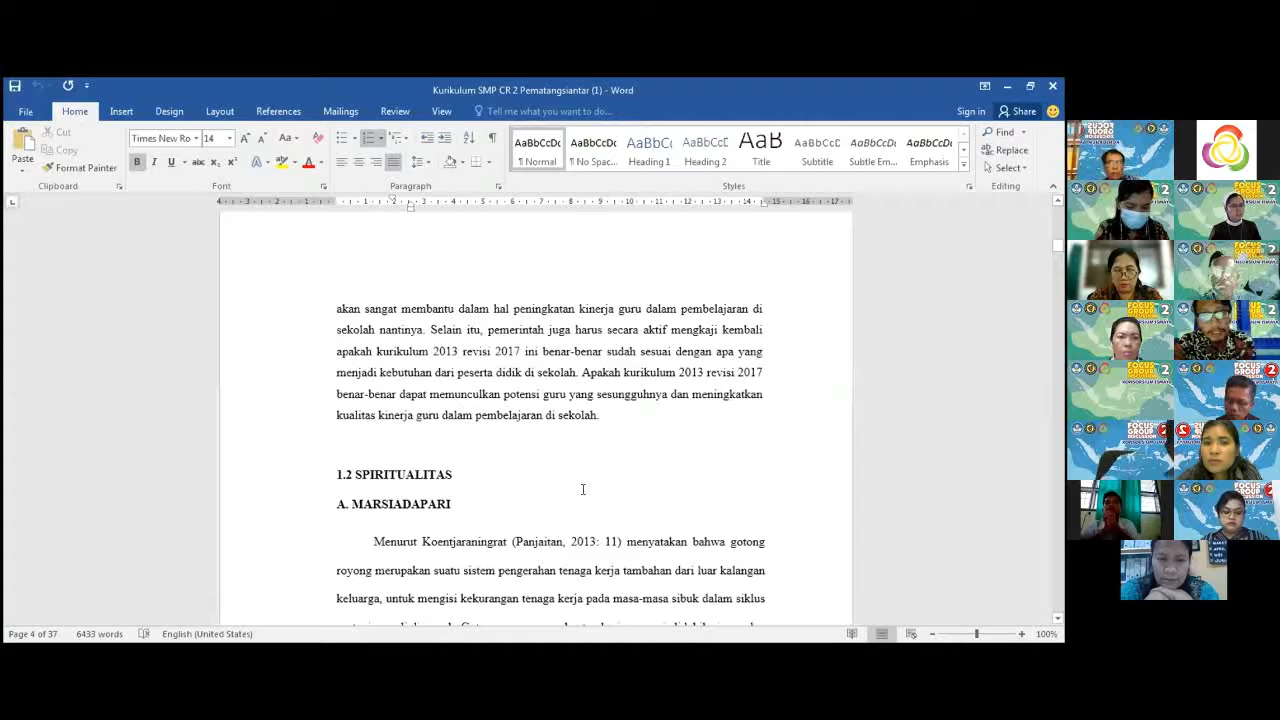 Kurikulum SMP CR 2 Pematangsiantar (1) - Word
File Home Insert Design Layout References Mailings Review View Tell me what you want to do... Sign in Share
Paste
Cut
Copy
Format Painter
Times New Ro 14
Find
Replace
Select
AaBbCcDc AaBbCcDc AaBbC AaBbCcD AaB AaBbCcD AaBbCcDc AaBbCcDc
¶ Normal ¶ No Spac... Heading 1 Heading 2 Title Subtitle Subtle Em... Emphasis
Clipboard Font Paragraph Styles Editing
akan sangat membantu dalam hal peningkatan kinerja guru dalam pembelajaran di
sekolah nantinya. Selain itu, pemerintah juga harus secara aktif mengkaji kembali
apakah kurikulum 2013 revisi 2017 ini benar-benar sudah sesuai dengan apa yang
menjadi kebutuhan dari peserta didik di sekolah. Apakah kurikulum 2013 revisi 2017
benar-benar dapat memunculkan potensi guru yang sesungguhnya dan meningkatkan
kualitas kinerja guru dalam pembelajaran di sekolah.
1.2 SPIRITUALITAS
A. MARSIADAPARI
Menurut Koentjaraningrat (Panjaitan, 2013: 11) menyatakan bahwa gotong
royong merupakan suatu sistem pengerahan tenaga kerja tambahan dari luar kalangan
keluarga, untuk mengisi kekurangan tenaga kerja pada masa-masa sibuk dalam siklus
Page 4 of 37 6433 words English (United States) 100%
FOCUS GROUP DISCUSSION 2